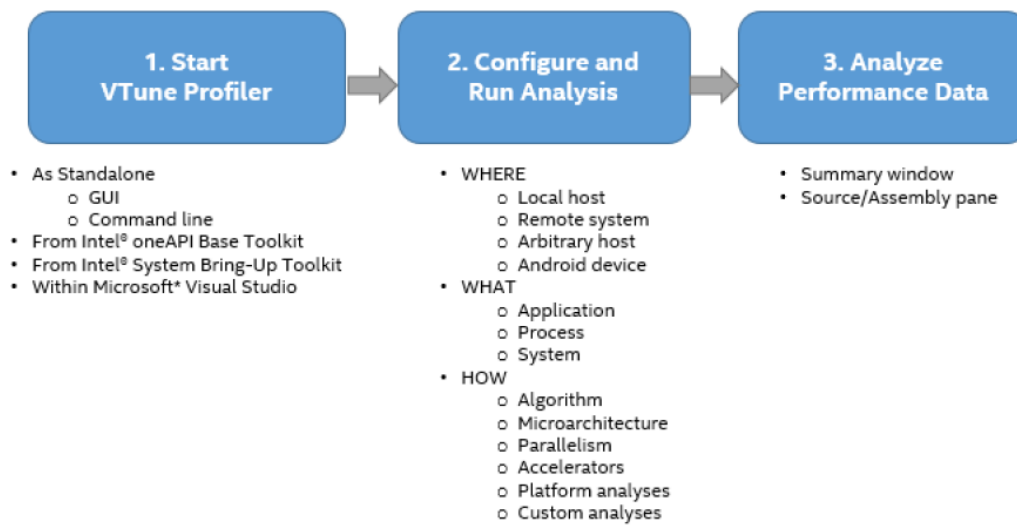 1. Start
VTune Profiler
2. Configure and
Run Analysis
3. Analyze
Performance Data
• As Standalone
o GUI
o Command line
• From Intel® oneAPI Base Toolkit
• From Intel® System Bring-Up Toolkit
• Within Microsoft* Visual Studio
• WHERE
o Local host
o Remote system
o Arbitrary host
o Android device
• WHAT
o Application
o Process
o System
• HOW
o Algorithm
o Microarchitecture
o Parallelism
o Accelerators
o Platform analyses
o Custom analyses
• Summary window
• Source/Assembly pane